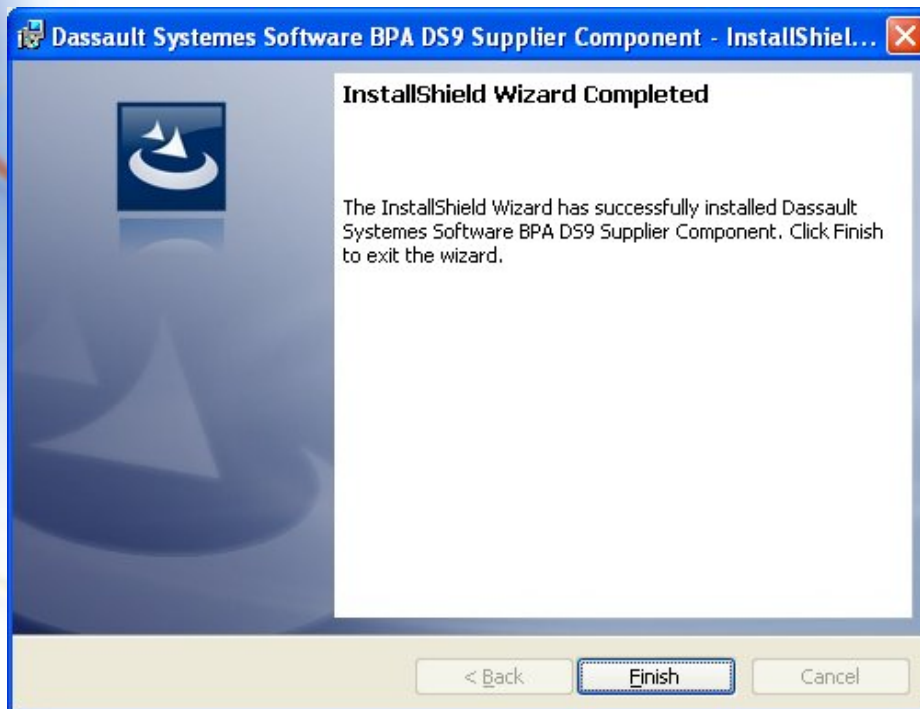 Dassault Systemes Software BPA DS9 Supplier Component - InstallShiel...
InstallShield Wizard Completed
The InstallShield Wizard has successfully installed Dassault
Systemes Software BPA DS9 Supplier Component. Click Finish
to exit the wizard.
< Back Finish Cancel